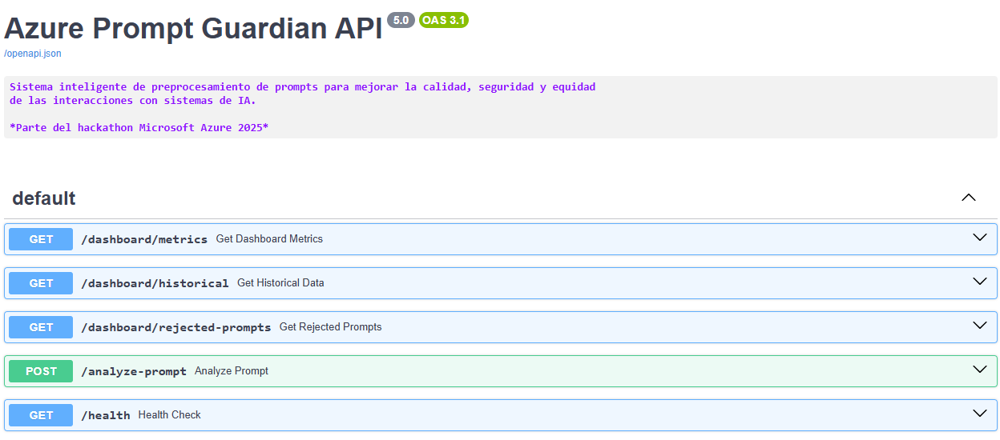 Azure Prompt Guardian API 5.0 OAS 3.1
/openapi.json
Sistema inteligente de preprocesamiento de prompts para mejorar la calidad, seguridad y equidad
de las interacciones con sistemas de IA.
*Parte del hackathon Microsoft Azure 2025*
default
GET /dashboard/metrics Get Dashboard Metrics
GET /dashboard/historical Get Historical Data
GET /dashboard/rejected-prompts Get Rejected Prompts
POST /analyze-prompt Analyze Prompt
GET /health Health Check